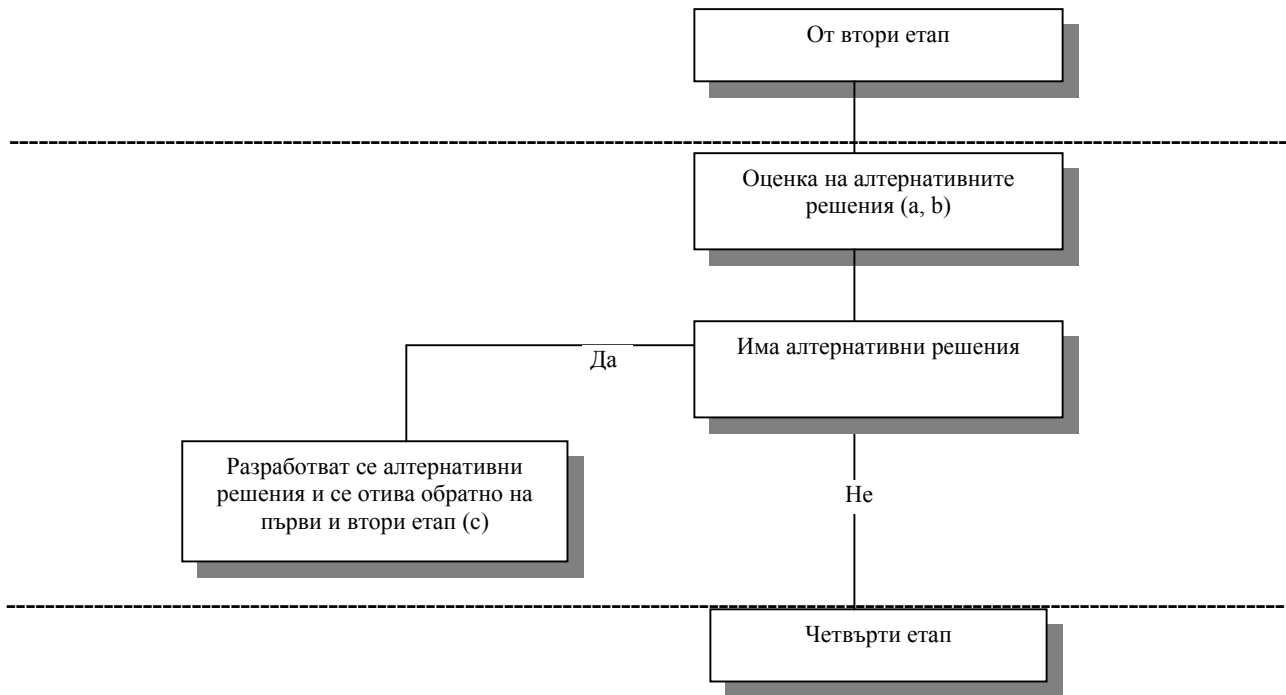 От втори етап
Оценка на алтернативните
решения (a, b)
Има алтернативни решения
Да
Разработват се алтернативни
решения и се отива обратно на
първи и втори етап (c)
Не
Четвърти етап